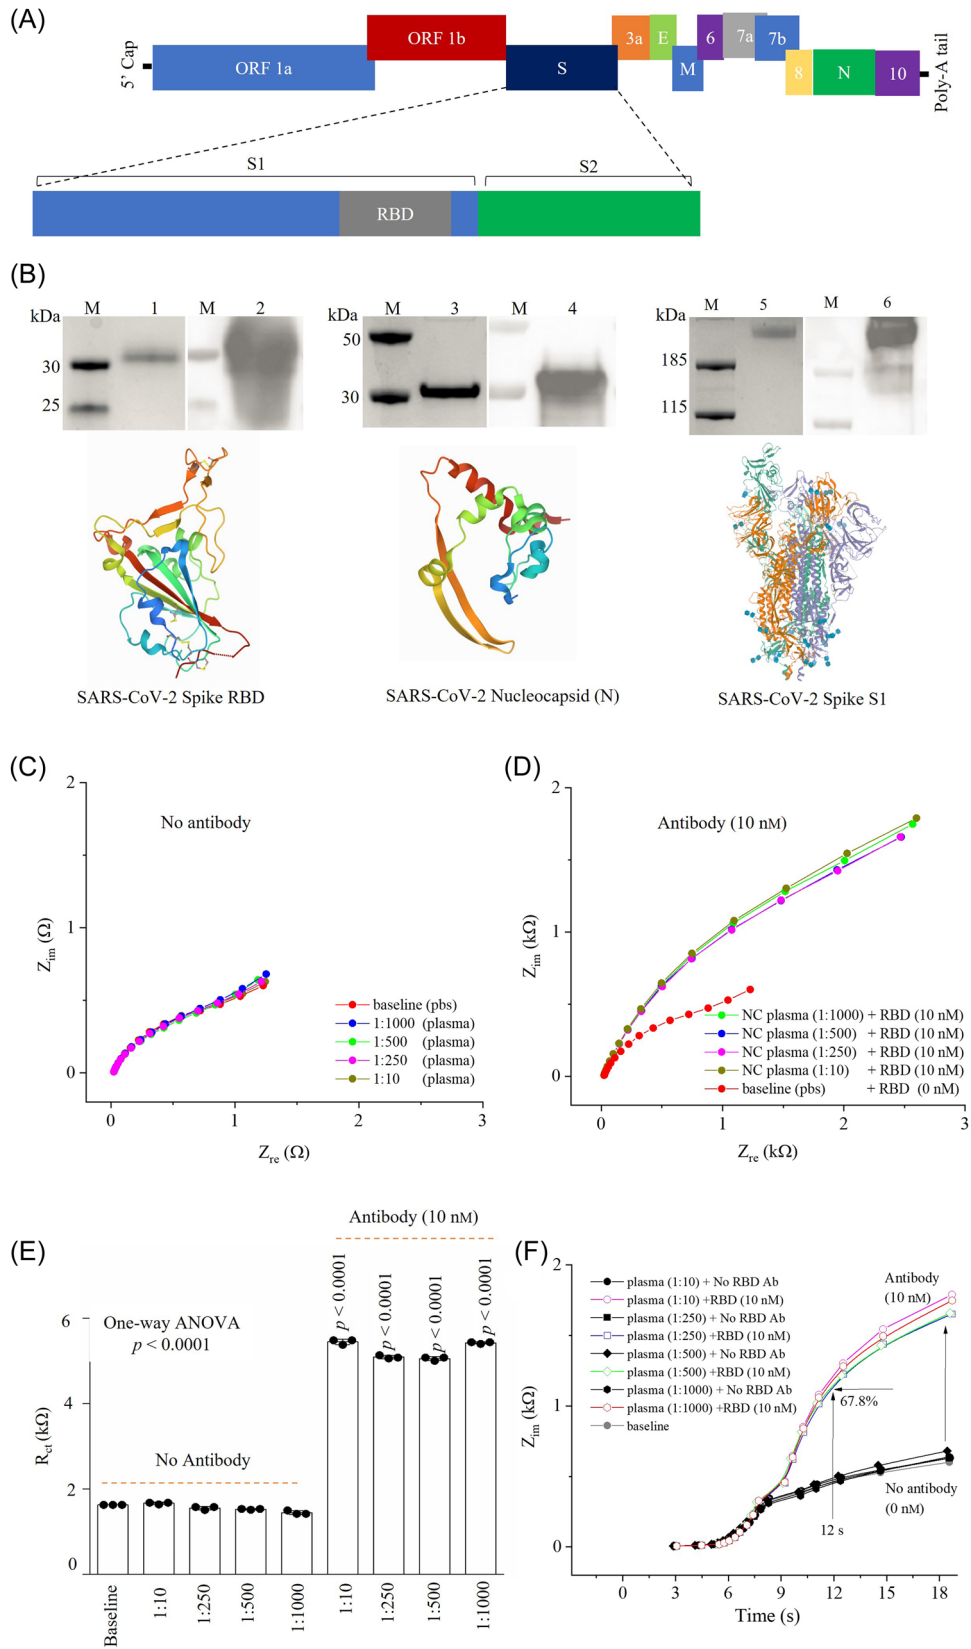 (A)
5' Cap
ORF 1a
ORF 1b
S
3a
E
M
6
7a
7b
8
N
10
Poly-A tail
S1
S2
RBD
(B)
kDa
M
1
M
2
30
25
kDa
M
3
M
4
50
30
kDa
M
5
M
6
185
115
SARS-CoV-2 Spike RBD
SARS-CoV-2 Nucleocapsid (N)
SARS-CoV-2 Spike S1
(C)
No antibody
2
1
0
Zim (Ω)
baseline (pbs)
1:1000 (plasma)
1:500 (plasma)
1:250 (plasma)
1:10 (plasma)
0 1 2 3
Zre (Ω)
(D)
Antibody (10 nM)
2
1
0
Zim (kΩ)
NC plasma (1:1000) + RBD (10 nM)
NC plasma (1:500) + RBD (10 nM)
NC plasma (1:250) + RBD (10 nM)
NC plasma (1:10) + RBD (10 nM)
baseline (pbs) + RBD (0 nM)
0 1 2 3
Zre (kΩ)
(E)
Antibody (10 nM)
One-way ANOVA
p < 0.0001
p < 0.0001
p < 0.0001
p < 0.0001
p < 0.0001
No Antibody
6
4
2
0
Rct (kΩ)
Baseline
1:10
1:250
1:500
1:1000
1:10
1:250
1:500
1:1000
(F)
plasma (1:10) + No RBD Ab
plasma (1:10) +RBD (10 nM)
plasma (1:250) + No RBD Ab
plasma (1:250) +RBD (10 nM)
plasma (1:500) + No RBD Ab
plasma (1:500) +RBD (10 nM)
plasma (1:1000) + No RBD Ab
plasma (1:1000) +RBD (10 nM)
baseline
Antibody
(10 nM)
67.8%
No antibody
(0 nM)
12 s
2
1
0
Zim (kΩ)
0 3 6 9 12 15 18
Time (s)